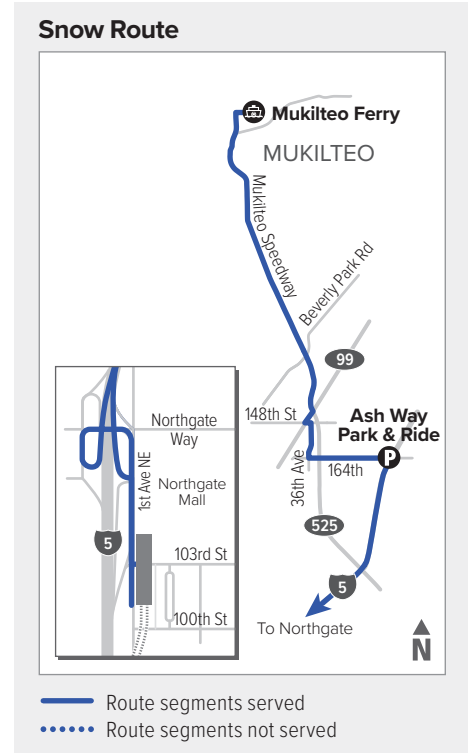 Snow Route
Mukilteo Ferry
MUKILTEO
Mukilteo Speedway
Beverly Park Rd
99
148th St
Ash Way
Park & Ride
P
36th Ave
164th
525
5
To Northgate
N
Northgate
Way
1st Ave NE
Northgate
Mall
5
103rd St
100th St
Route segments served
Route segments not served